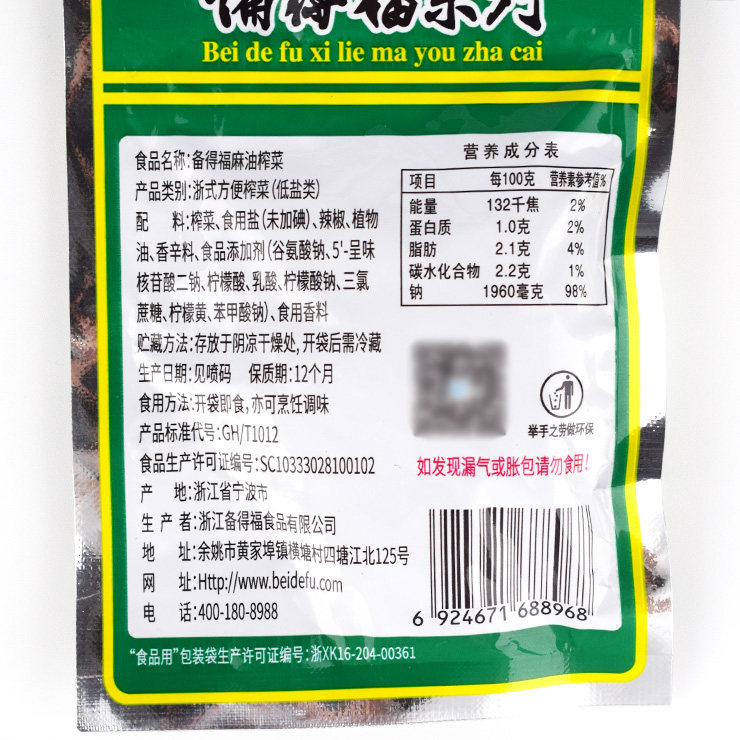 备得福系列
Bei de fu xi lie ma you zha cai
食品名称:备得福麻油榨菜
产品类别:浙式方便榨菜(低盐类)
配 料:榨菜、食用盐(未加碘)、辣椒、植物
油、香辛料、食品添加剂(谷氨酸钠、5'-呈味
核苷酸二钠、柠檬酸、乳酸、柠檬酸钠、三氯
蔗糖、柠檬黄、苯甲酸钠)、食用香料
贮藏方法:存放于阴凉干燥处,开袋后需冷藏
生产日期:见喷码 保质期:12个月
食用方法:开袋即食,亦可烹饪调味
产品标准代号:GH/T1012
食品生产许可证编号:SC10333028100102
产 地:浙江省宁波市
生 产 者:浙江备得福食品有限公司
地 址:余姚市黄家埠镇横塘村四塘江北125号
网 址:Http://www.beidefu.com
电 话:400-180-8988
营养成分表
项目 每100克 营养素参考值%
能量 132千焦 2%
蛋白质 1.0克 2%
脂肪 2.1克 4%
碳水化合物 2.2克 1%
钠 1960毫克 98%
举手之劳做环保
如发现漏气或胀包请勿食用!
6 924671 688968
“食品用”包装袋生产许可证编号:浙XK16-204-00361